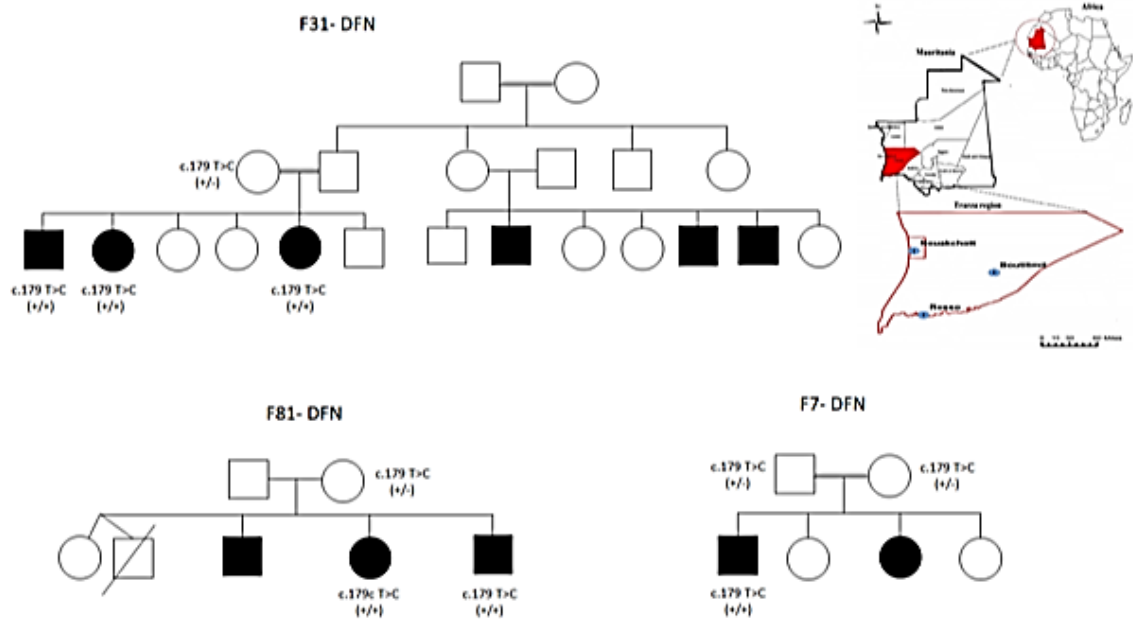 F31- DFN
Africa
Mauritania
c.179 T>C
(+/-)
c.179 T>C
(+/+)
c.179 T>C
(+/+)
c.179 T>C
(+/+)
Nouakchott
Boutilimit
Rosso
F81- DFN
c.179 T>C
(+/-)
c.179c T>C
(+/+)
c.179 T>C
(+/+)
F7- DFN
c.179 T>C
(+/-)
c.179 T>C
(+/-)
c.179 T>C
(+/+)